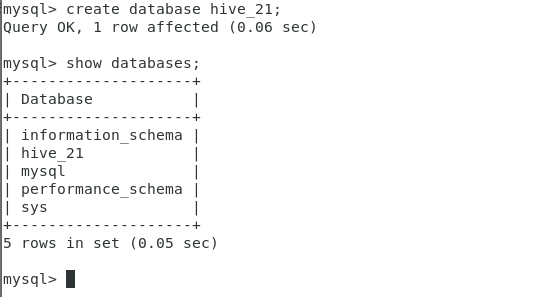 mysql> create database hive_21;
Query OK, 1 row affected (0.06 sec)
mysql> show databases;
+--------------------+
| Database           |
+--------------------+
| information_schema |
| hive_21            |
| mysql              |
| performance_schema |
| sys                |
+--------------------+
5 rows in set (0.05 sec)
mysql>